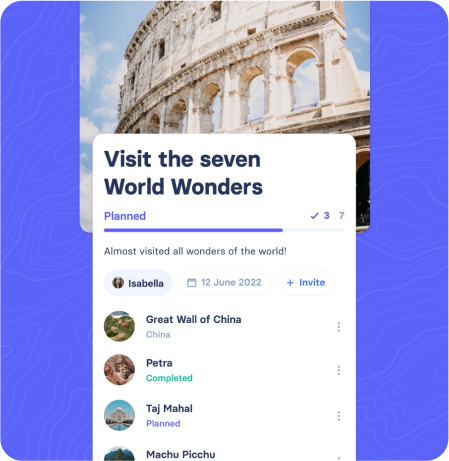 Visit the seven
World Wonders
Planned
3 7
Almost visited all wonders of the world!
Isabella
12 June 2022
+ Invite
Great Wall of China
China
Petra
Completed
Taj Mahal
Planned
Machu Picchu